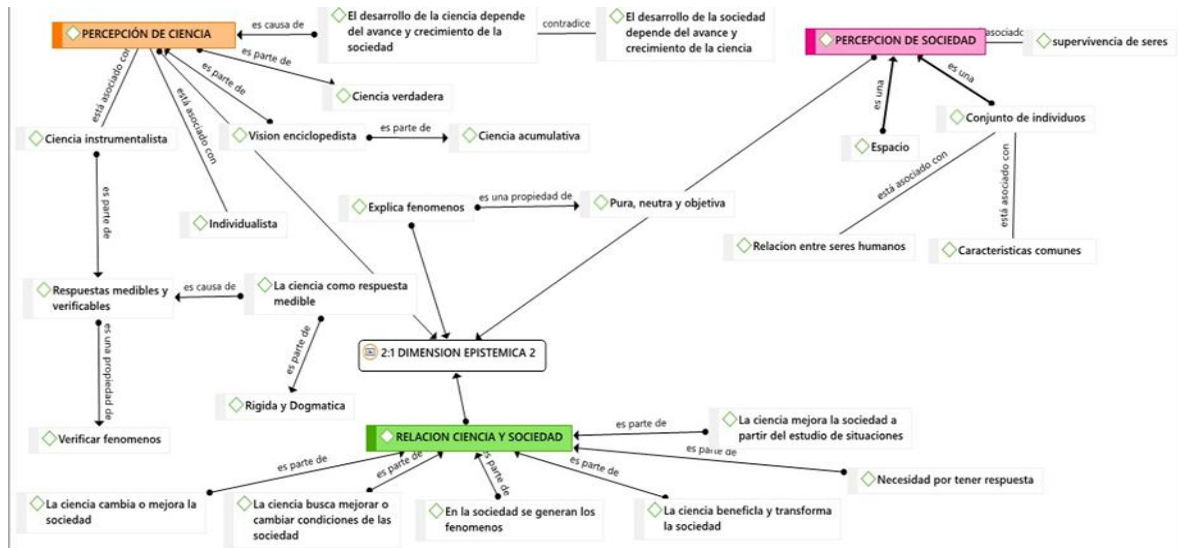 PERCEPCIÓN DE CIENCIA
es causa de
El desarrollo de la ciencia depende
del avance y crecimiento de la
sociedad
contradice
El desarrollo de la sociedad
depende del avance y
crecimiento de la ciencia
PERCEPCION DE SOCIEDAD
asociado
supervivencia de seres
está asociado con
es parte de
es parte de
Ciencia verdadera
está asociado con
Ciencia instrumentalista
Vision enciclopedista
es parte de
Ciencia acumulativa
es una
es una
Conjunto de individuos
Espacio
está asociado con
está asociado con
es parte de
Explica fenomenos
es una propiedad de
Pura, neutra y objetiva
Individualista
Relacion entre seres humanos
Caracteristicas comunes
Respuestas medibles y
verificables
es causa de
La ciencia como respuesta
medible
es una propiedad de
es parte de
2:1 DIMENSION EPISTEMICA 2
Rigida y Dogmatica
Verificar fenomenos
RELACION CIENCIA Y SOCIEDAD
es parte de
La ciencia mejora la sociedad a
partir del estudio de situaciones
es parte de
Necesidad por tener respuesta
es parte de
es parte de
es parte de
es parte de
La ciencia cambia o mejora la
sociedad
La ciencia busca mejorar o
cambiar condiciones de las
sociedad
En la sociedad se generan los
fenomenos
La ciencia beneficIa y transforma
la sociedad